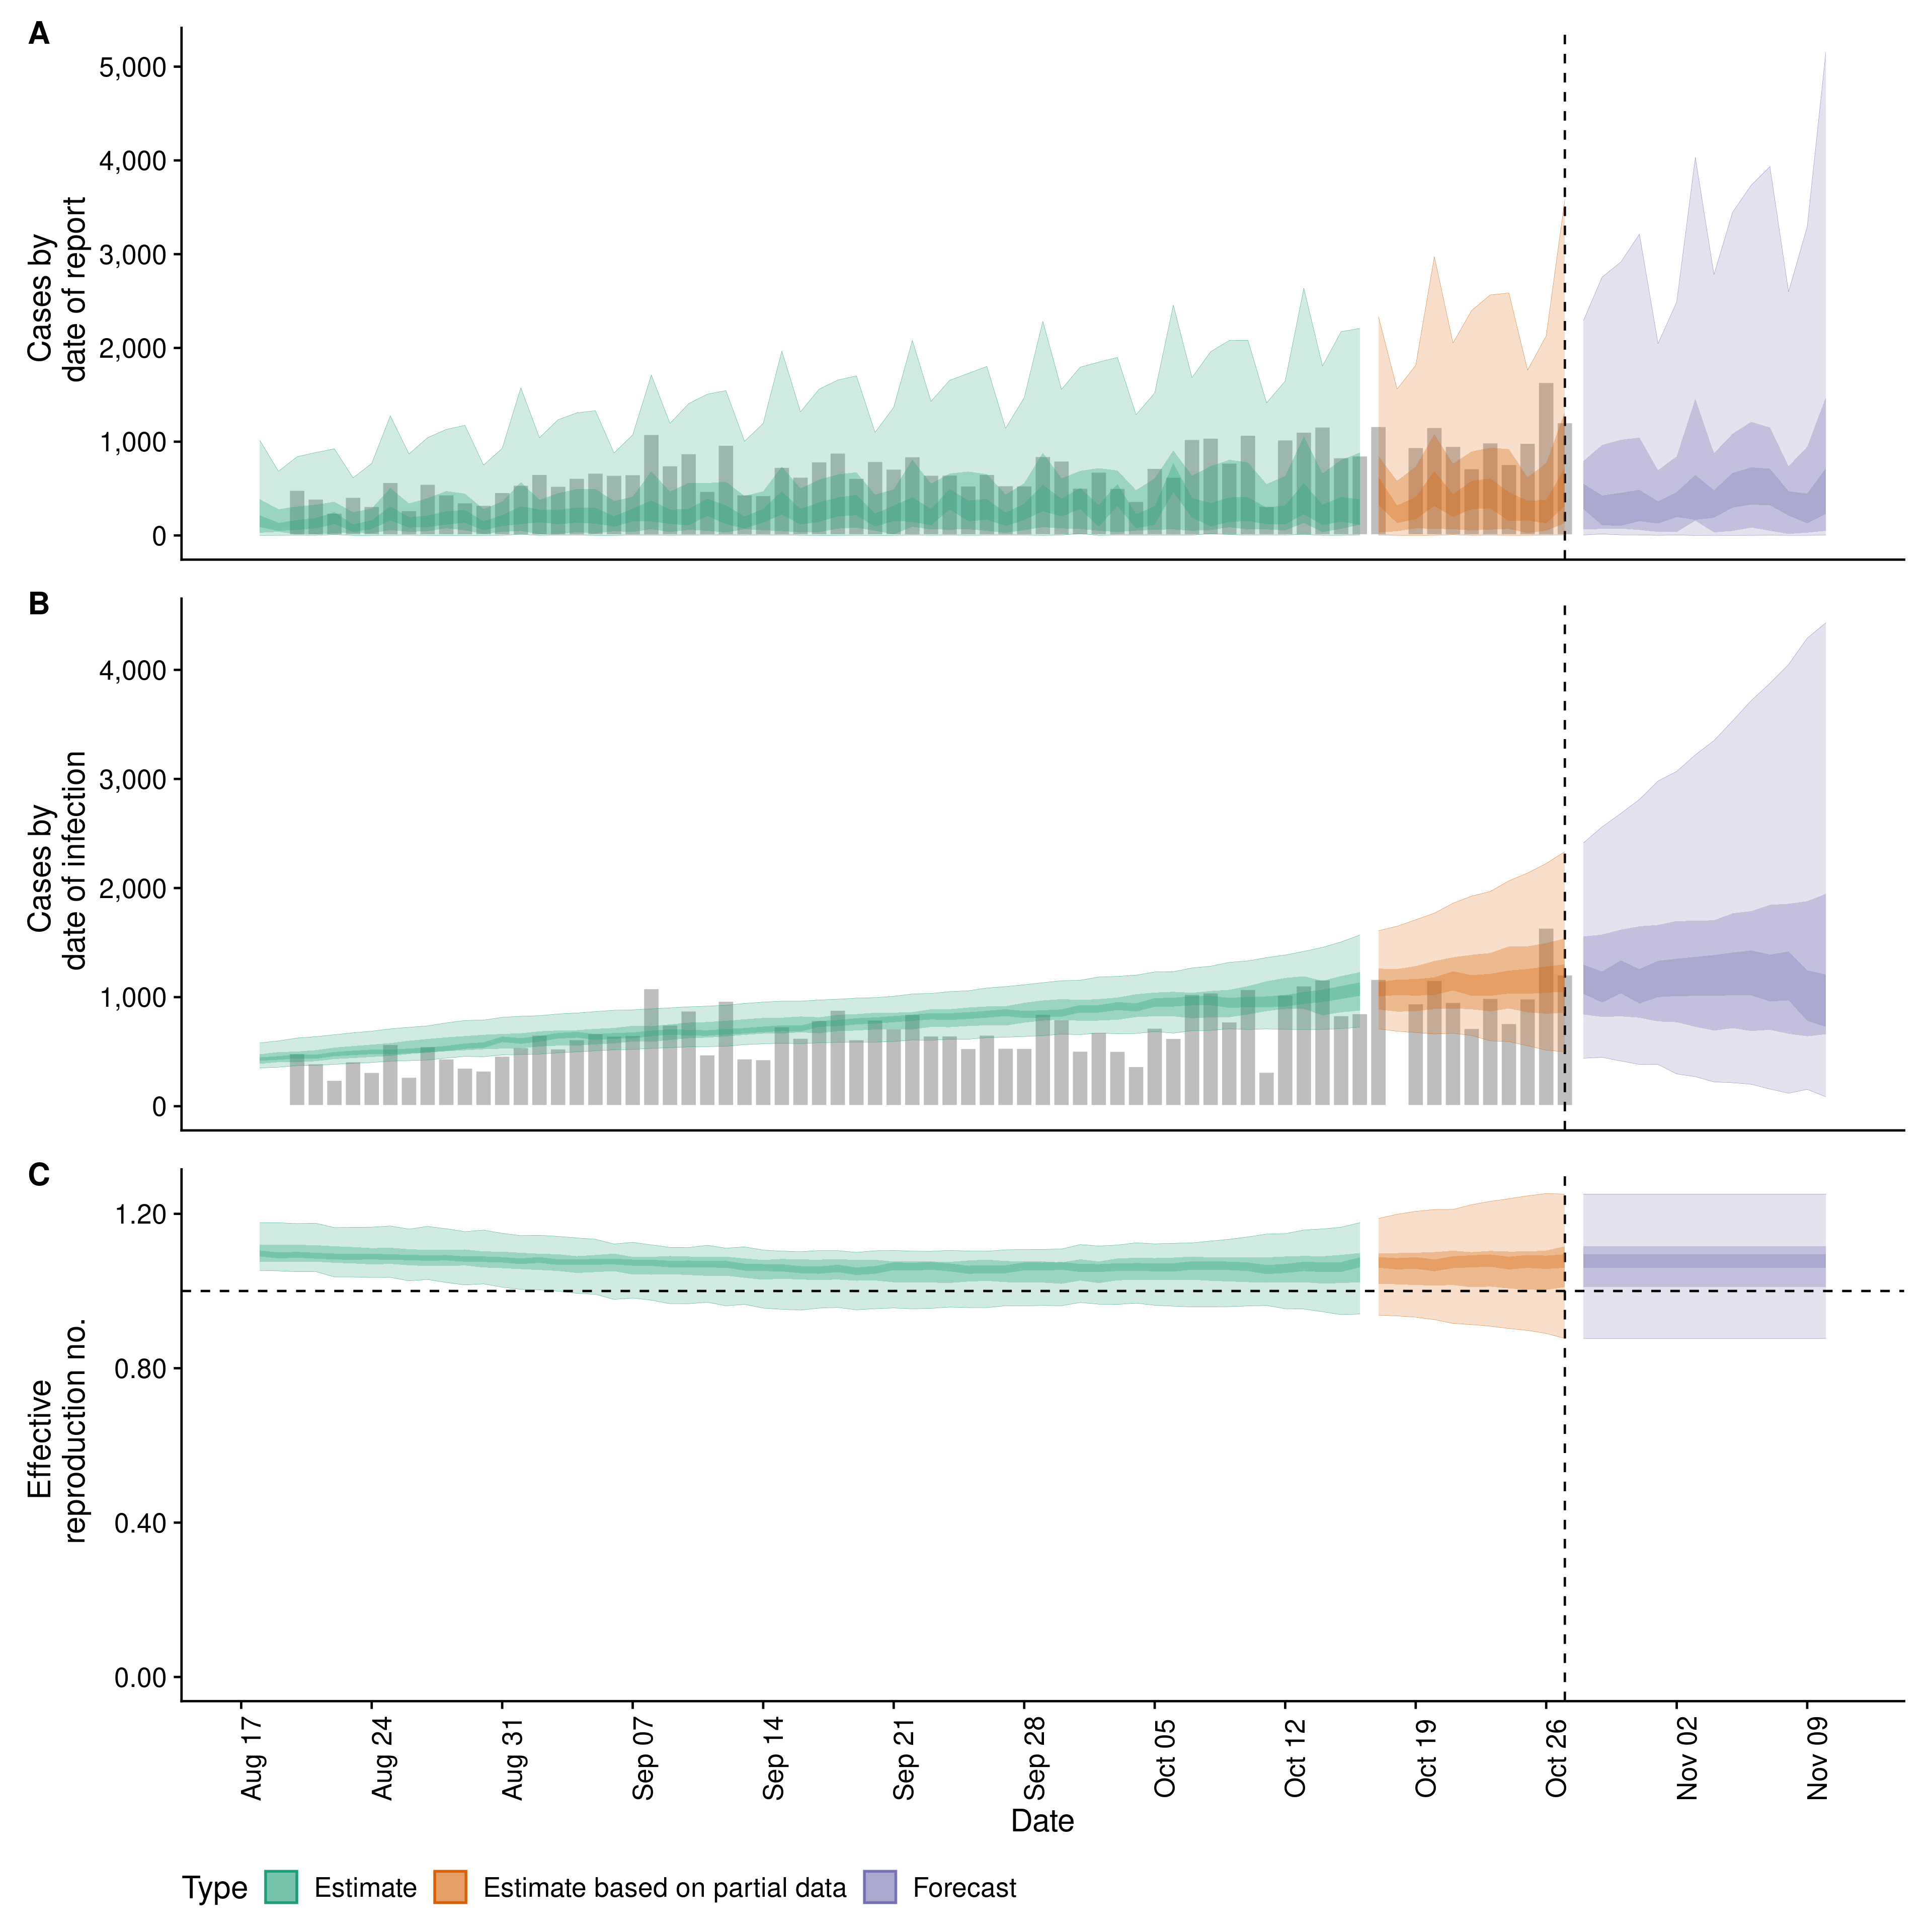 A
5,000
4,000
3,000
2,000
1,000
0
Cases by
date of report
B
4,000
3,000
2,000
1,000
0
Cases by
date of infection
C
1.20
0.80
0.40
0.00
Effective
reproduction no.
Aug 17
Aug 24
Aug 31
Sep 07
Sep 14
Sep 21
Sep 28
Oct 05
Oct 12
Oct 19
Oct 26
Nov 02
Nov 09
Date
Type Estimate Estimate based on partial data Forecast